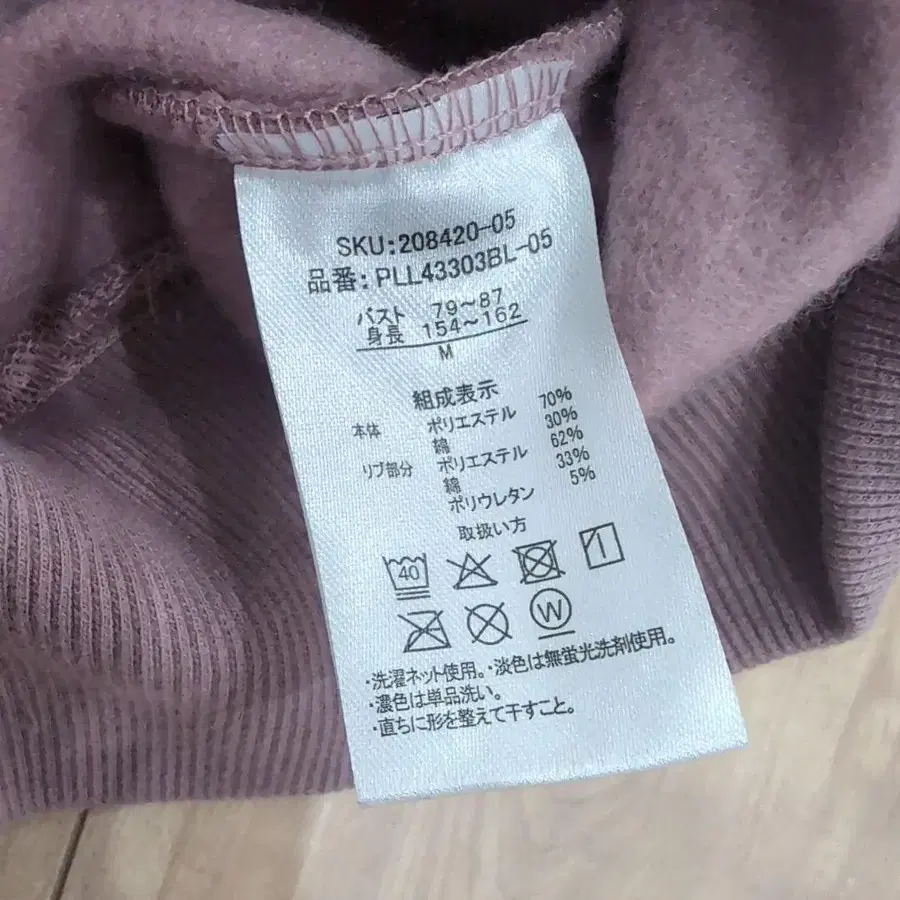 SKU:208420-05
品番:PLL43303BL-05
バスト 79～87
身長 154～162
M
組成表示
本体 ポリエステル 70%
綿 30%
リブ部分 ポリエステル 62%
綿 33%
ポリウレタン 5%
取扱い方
40
W
・洗濯ネット使用。・淡色は無蛍光洗剤使用。
・濃色は単品洗い。
・直ちに形を整えて干すこと。